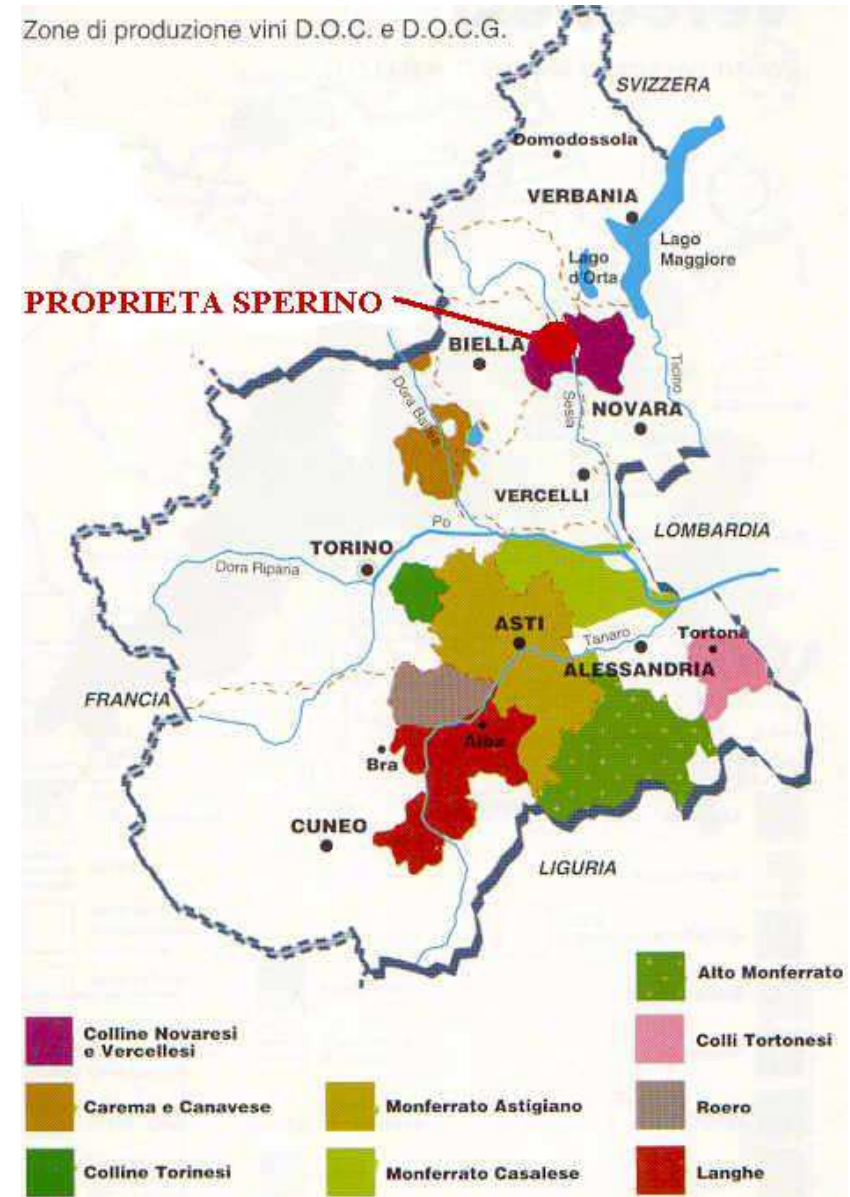 Zone di produzione vini D.O.C. e D.O.C.G.
SVIZZERA
Domodossola
VERBANIA
Lago
Maggiore
Lago
d'Orta
PROPRIETA SPERINO
BIELLA
Ticino
Dora Baltea
Sesia
NOVARA
VERCELLI
Po
LOMBARDIA
TORINO
Dora Riparia
ASTI
Tanaro
Tortona
ALESSANDRIA
FRANCIA
Alba
Bra
CUNEO
LIGURIA
Alto Monferrato
Colline Novaresi
e Vercellesi
Colli Tortonesi
Carema e Canavese
Monferrato Astigiano
Roero
Colline Torinesi
Monferrato Casalese
Langhe